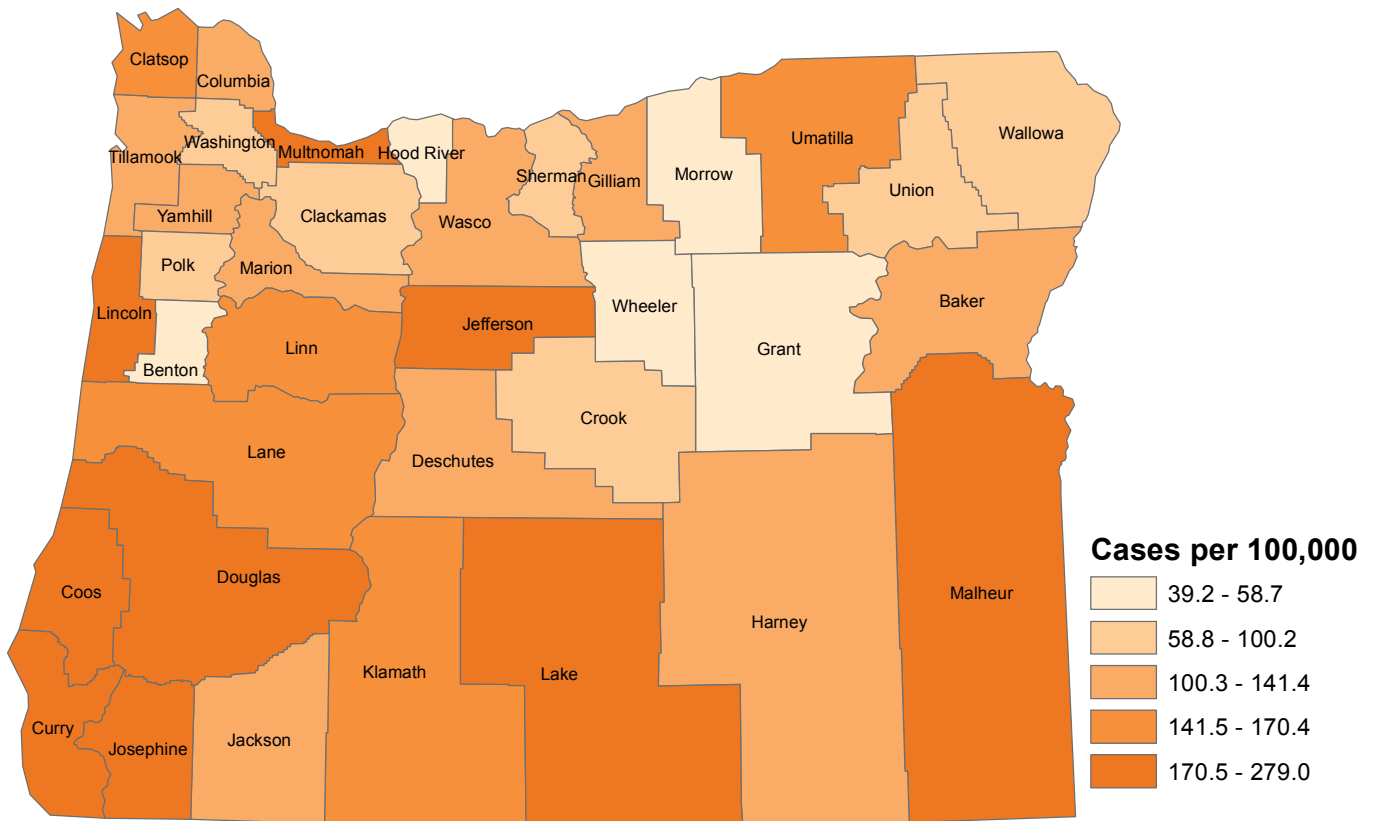 Clatsop
Columbia
Washington
Tillamook
Multnomah
Hood River
Sherman
Gilliam
Morrow
Umatilla
Wallowa
Union
Yamhill
Clackamas
Wasco
Polk
Marion
Lincoln
Benton
Linn
Jefferson
Wheeler
Grant
Baker
Crook
Lane
Deschutes
Coos
Douglas
Harney
Malheur
Klamath
Lake
Curry
Josephine
Jackson
Cases per 100,000
39.2 - 58.7
58.8 - 100.2
100.3 - 141.4
141.5 - 170.4
170.5 - 279.0